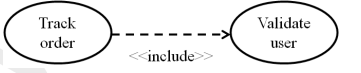 Track
order
Validate
user
<<include>>